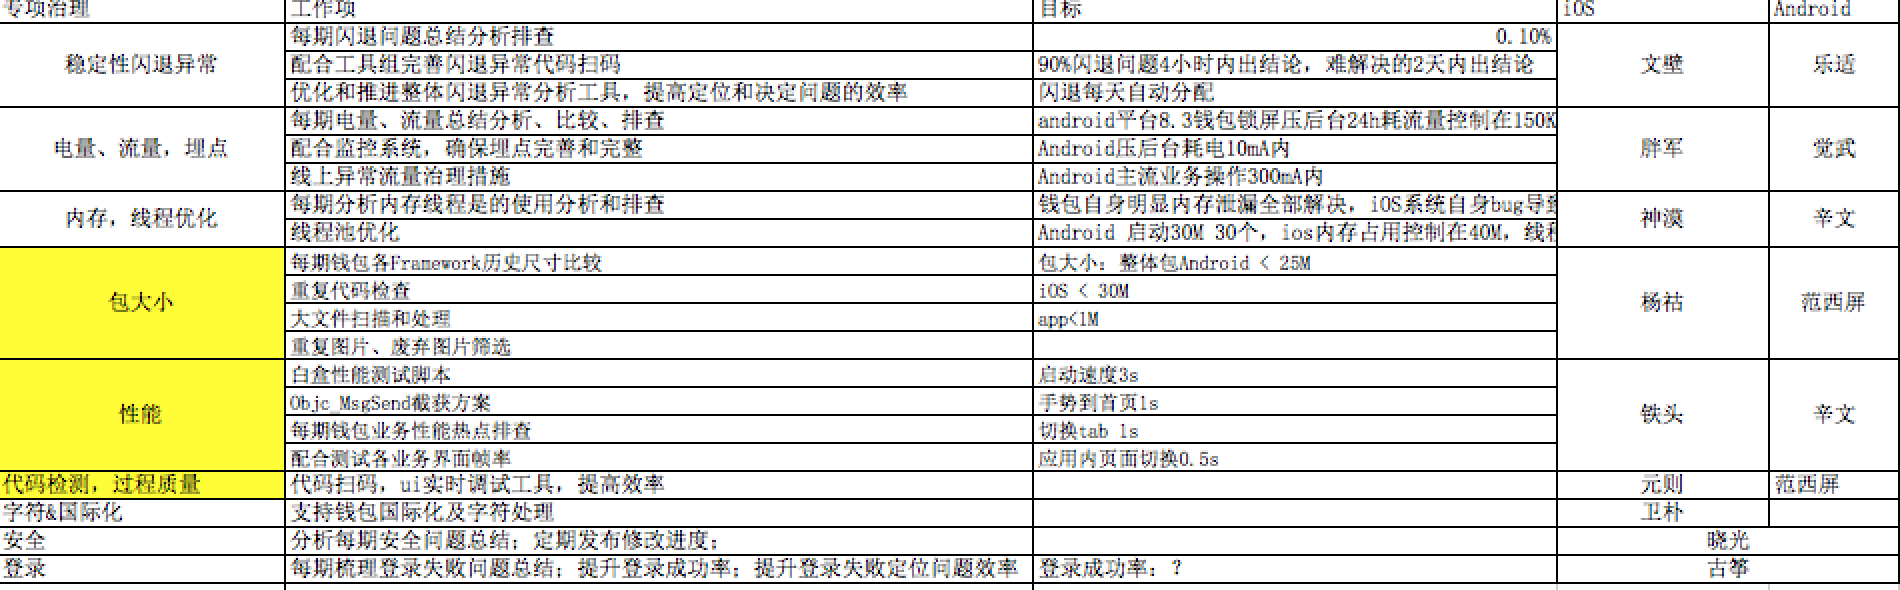 专项治理 工作项 目标 iOS Android
稳定性闪退异常 每期闪退问题总结分析排查 0.10% 文壁 乐适
配合工具组完善闪退异常代码扫码 90%闪退问题4小时内出结论，难解决的2天内出结论
优化和推进整体闪退异常分析工具，提高定位和决定问题的效率 闪退每天自动分配
电量、流量，埋点 每期电量、流量总结分析、比较、排查 android平台8.3钱包锁屏压后台24h耗流量控制在150K 胖军 觉武
配合监控系统，确保埋点完善和完整 Android压后台耗电10mA内
线上异常流量治理措施 Android主流业务操作300mA内
内存，线程优化 每期分析内存线程是的使用分析和排查 钱包自身明显内存泄漏全部解决，iOS系统自身bug导致 神漠 辛文
线程池优化 Android 启动30M 30个，ios内存占用控制在40M，线程
包大小 每期钱包各Framework历史尺寸比较 包大小：整体包Android < 25M 杨祜 范西屏
重复代码检查 iOS < 30M
大文件扫描和处理 app<1M
重复图片、废弃图片筛选
性能 白盒性能测试脚本 启动速度3s 铁头 辛文
Objc_MsgSend截获方案 手势到首页1s
每期钱包业务性能热点排查 切换tab 1s
配合测试各业务界面帧率 应用内页面切换0.5s
代码检测，过程质量 代码扫码，ui实时调试工具，提高效率 元则 范西屏
字符&国际化 支持钱包国际化及字符处理 卫朴
安全 分析每期安全问题总结；定期发布修改进度； 晓光
登录 每期梳理登录失败问题总结；提升登录成功率；提升登录失败定位问题效率 登录成功率：？ 古筝